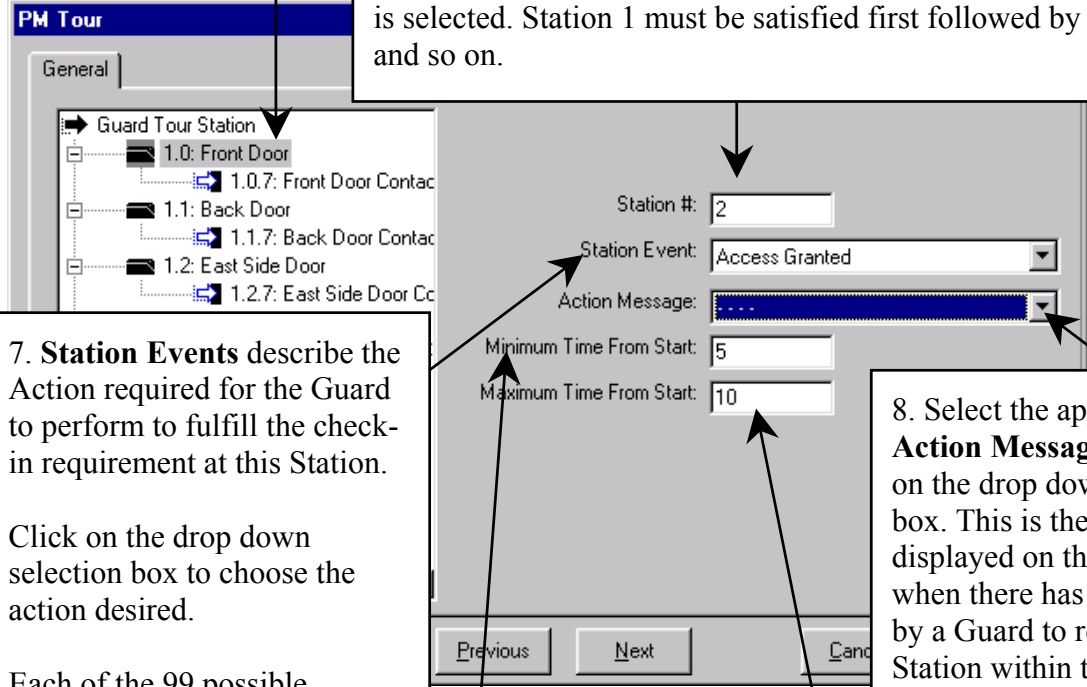 is selected. Station 1 must be satisfied first followed by
and so on.
PM Tour
General
Guard Tour Station
1.0: Front Door
1.0.7: Front Door Contac
1.1: Back Door
1.1.7: Back Door Contac
1.2: East Side Door
1.2.7: East Side Door Co
Station #: 2
Station Event: Access Granted
Action Message: - - - -
Minimum Time From Start: 5
Maximum Time From Start: 10
7. Station Events describe the
Action required for the Guard
to perform to fulfill the check-
in requirement at this Station.
Click on the drop down
selection box to choose the
action desired.
Each of the 99 possible
8. Select the ap
Action Messag
on the drop dow
box. This is the
displayed on th
when there has
by a Guard to r
Station within t
Previous
Next
Canc